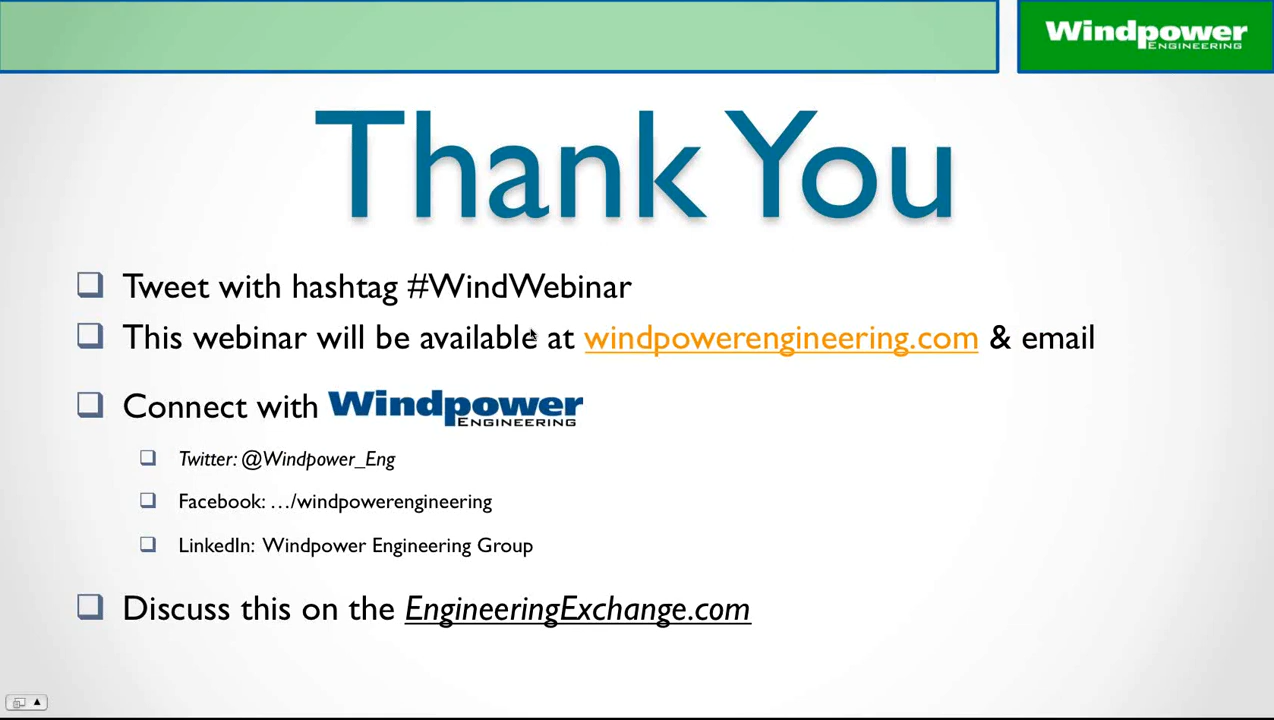 Windpower
ENGINEERING
Thank You
Tweet with hashtag #WindWebinar
This webinar will be available at windpowerengineering.com & email
Connect with Windpower
ENGINEERING
Twitter: @Windpower_Eng
Facebook: …/windpowerengineering
LinkedIn: Windpower Engineering Group
Discuss this on the EngineeringExchange.com